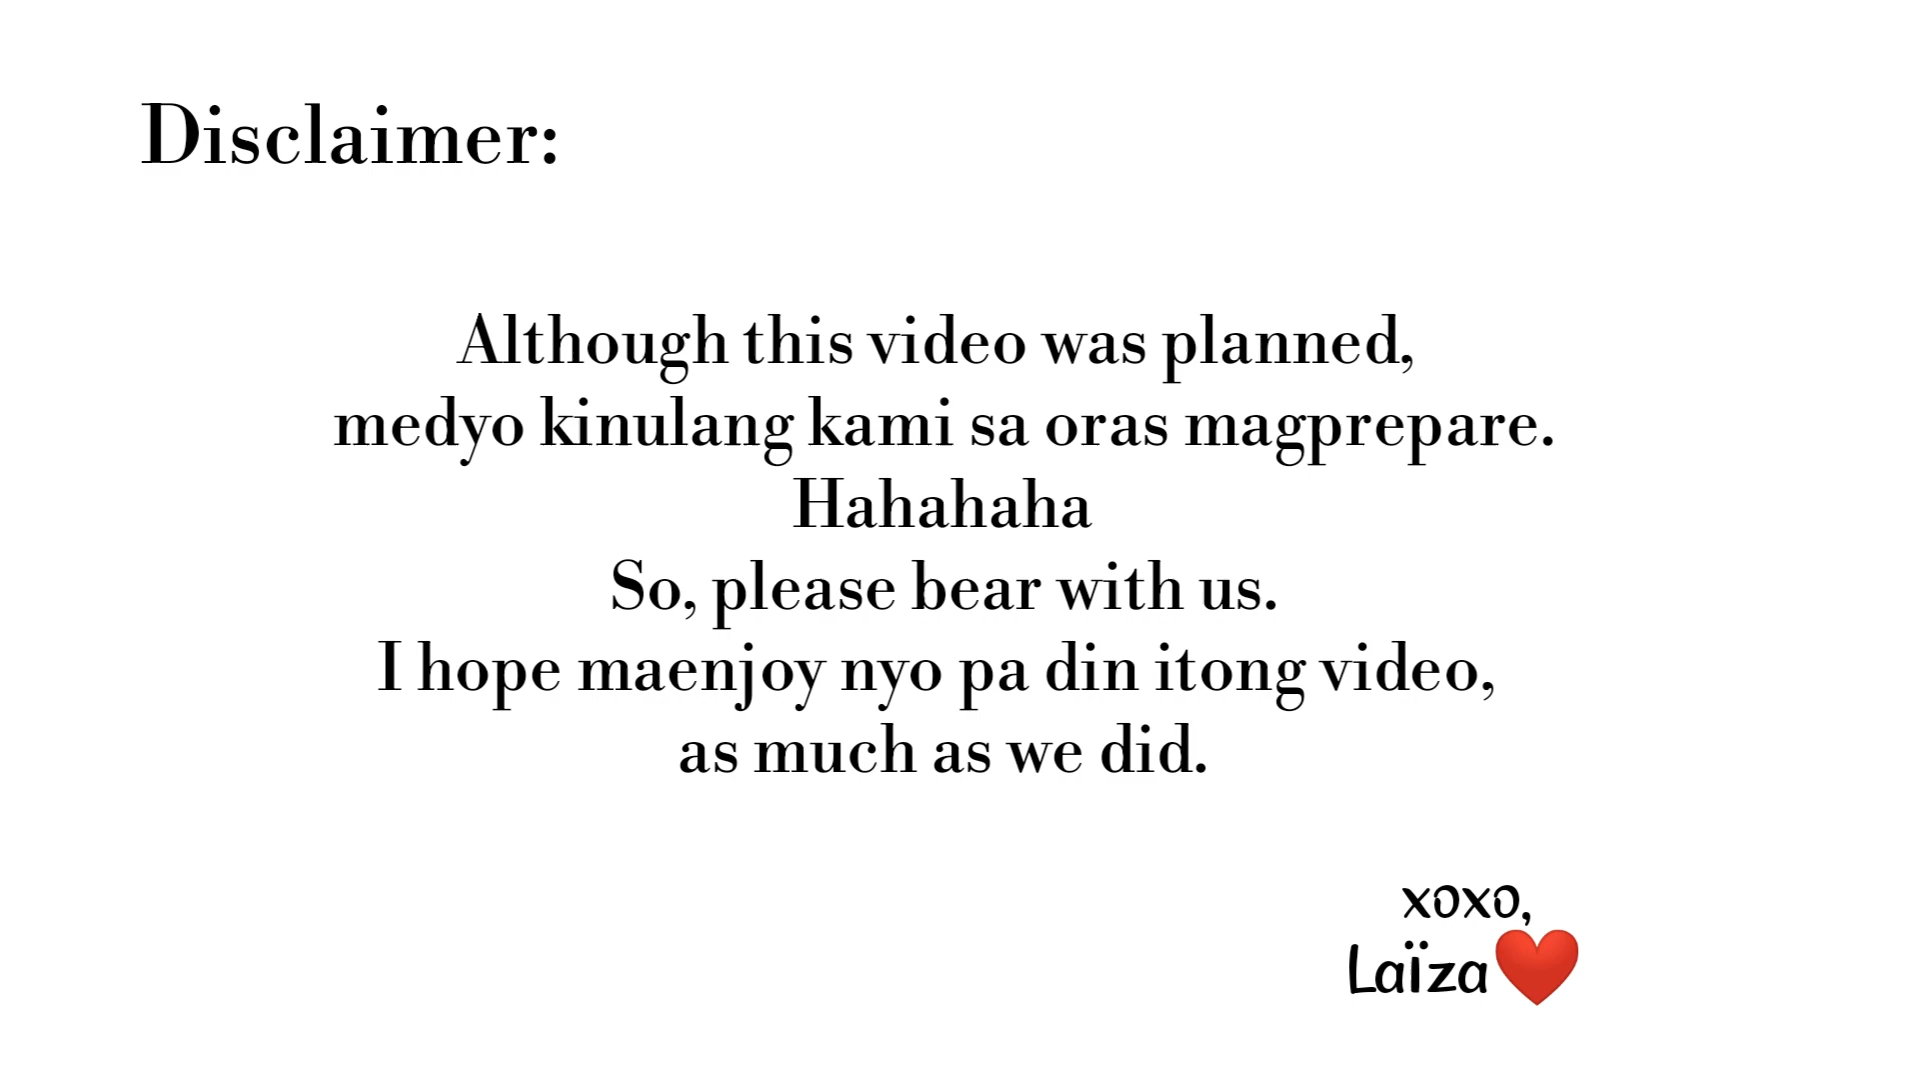 Disclaimer:
Although this video was planned,
medyo kinulang kami sa oras magprepare.
Hahahaha
So, please bear with us.
I hope maenjoy nyo pa din itong video,
as much as we did.
xoxo,
Laïza❤️